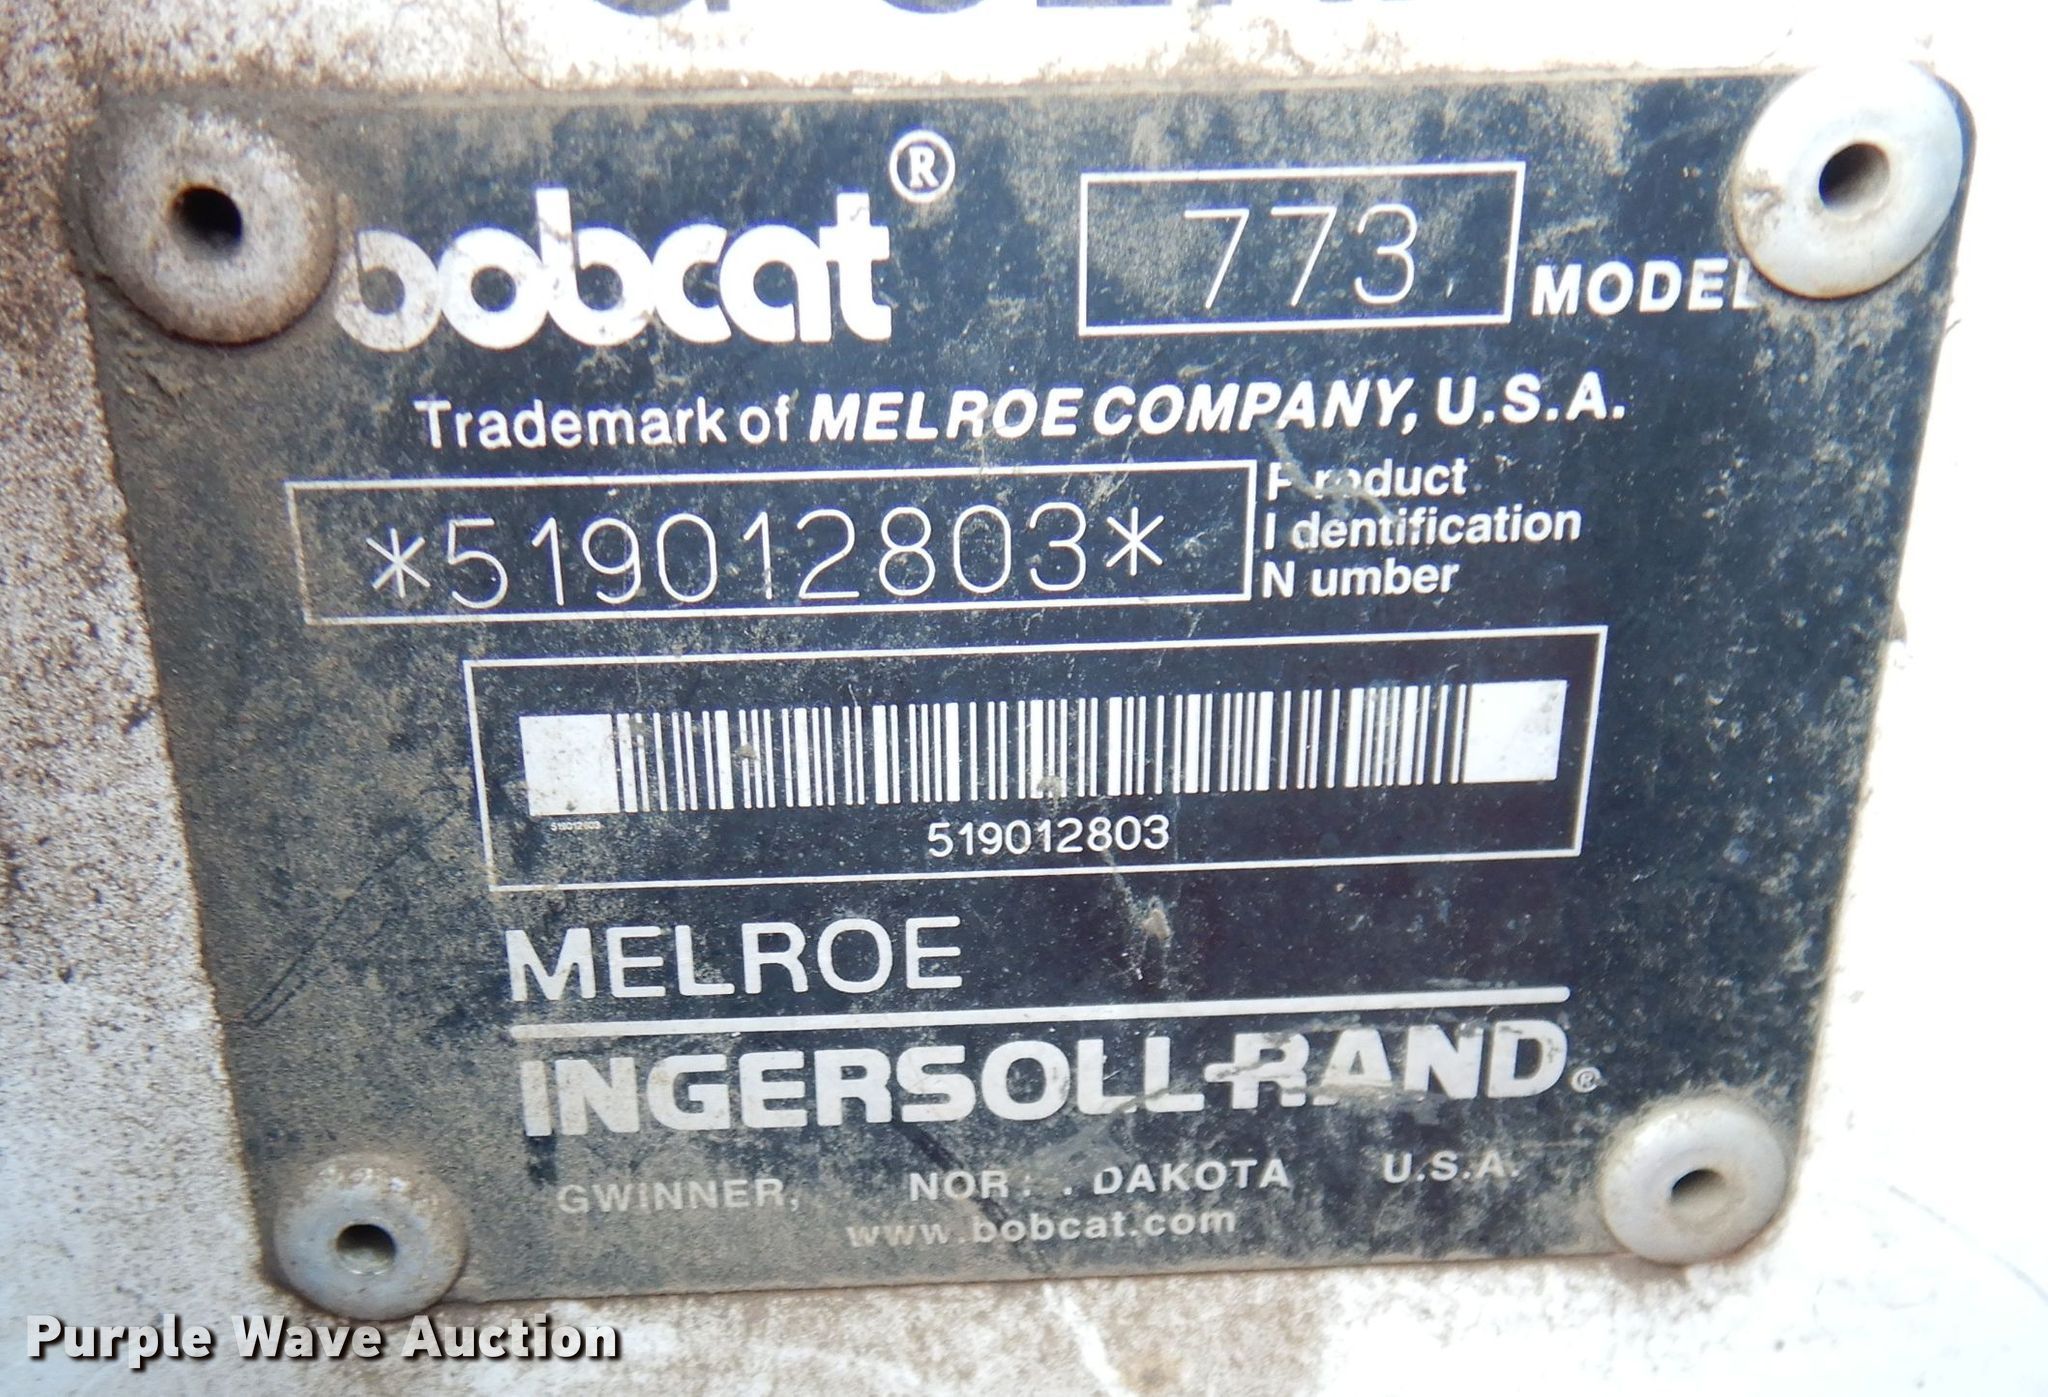 bobcat®
773
MODEL
Trademark of MELROE COMPANY, U.S.A.
*519012803*
Product
Identification
Number
519012803
519012803
MELROE
INGERSOLL-RAND®
GWINNER, NOR . DAKOTA U.S.A.
www.bobcat.com
Purple Wave Auction